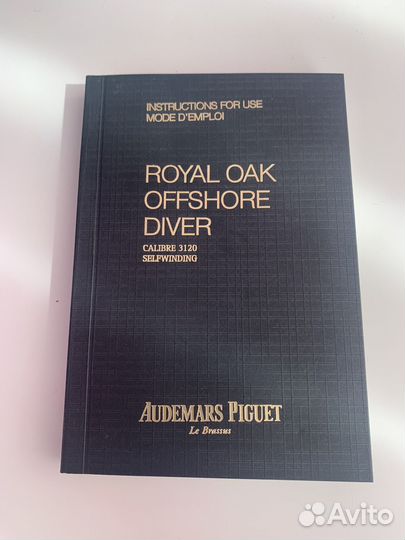 INSTRUCTIONS FOR USE
MODE D'EMPLOI
ROYAL OAK
OFFSHORE
DIVER
CALIBRE 3120
SELFWINDING
AUDEMARS PIGUET
Le Brassus
Avito